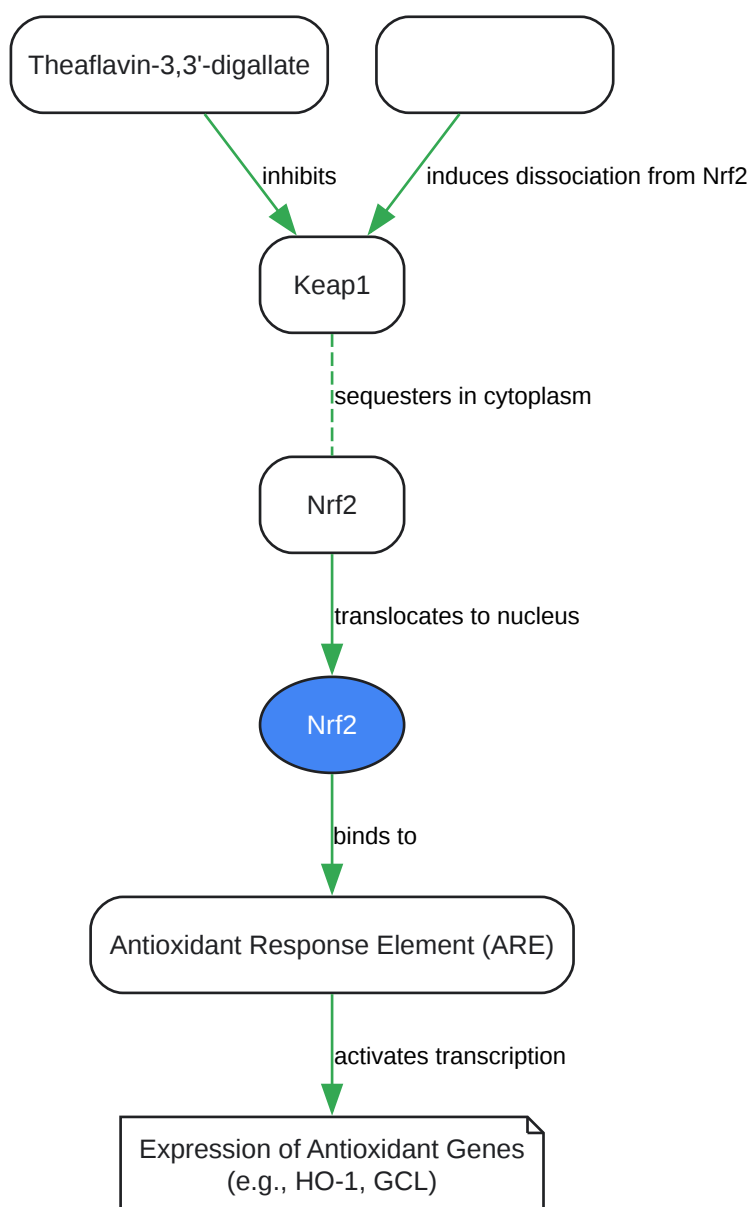 Theaflavin-3,3'-digallate
inhibits
induces dissociation from Nrf2
Keap1
sequesters in cytoplasm
Nrf2
translocates to nucleus
Nrf2
binds to
Antioxidant Response Element (ARE)
activates transcription
Expression of Antioxidant Genes
(e.g., HO-1, GCL)